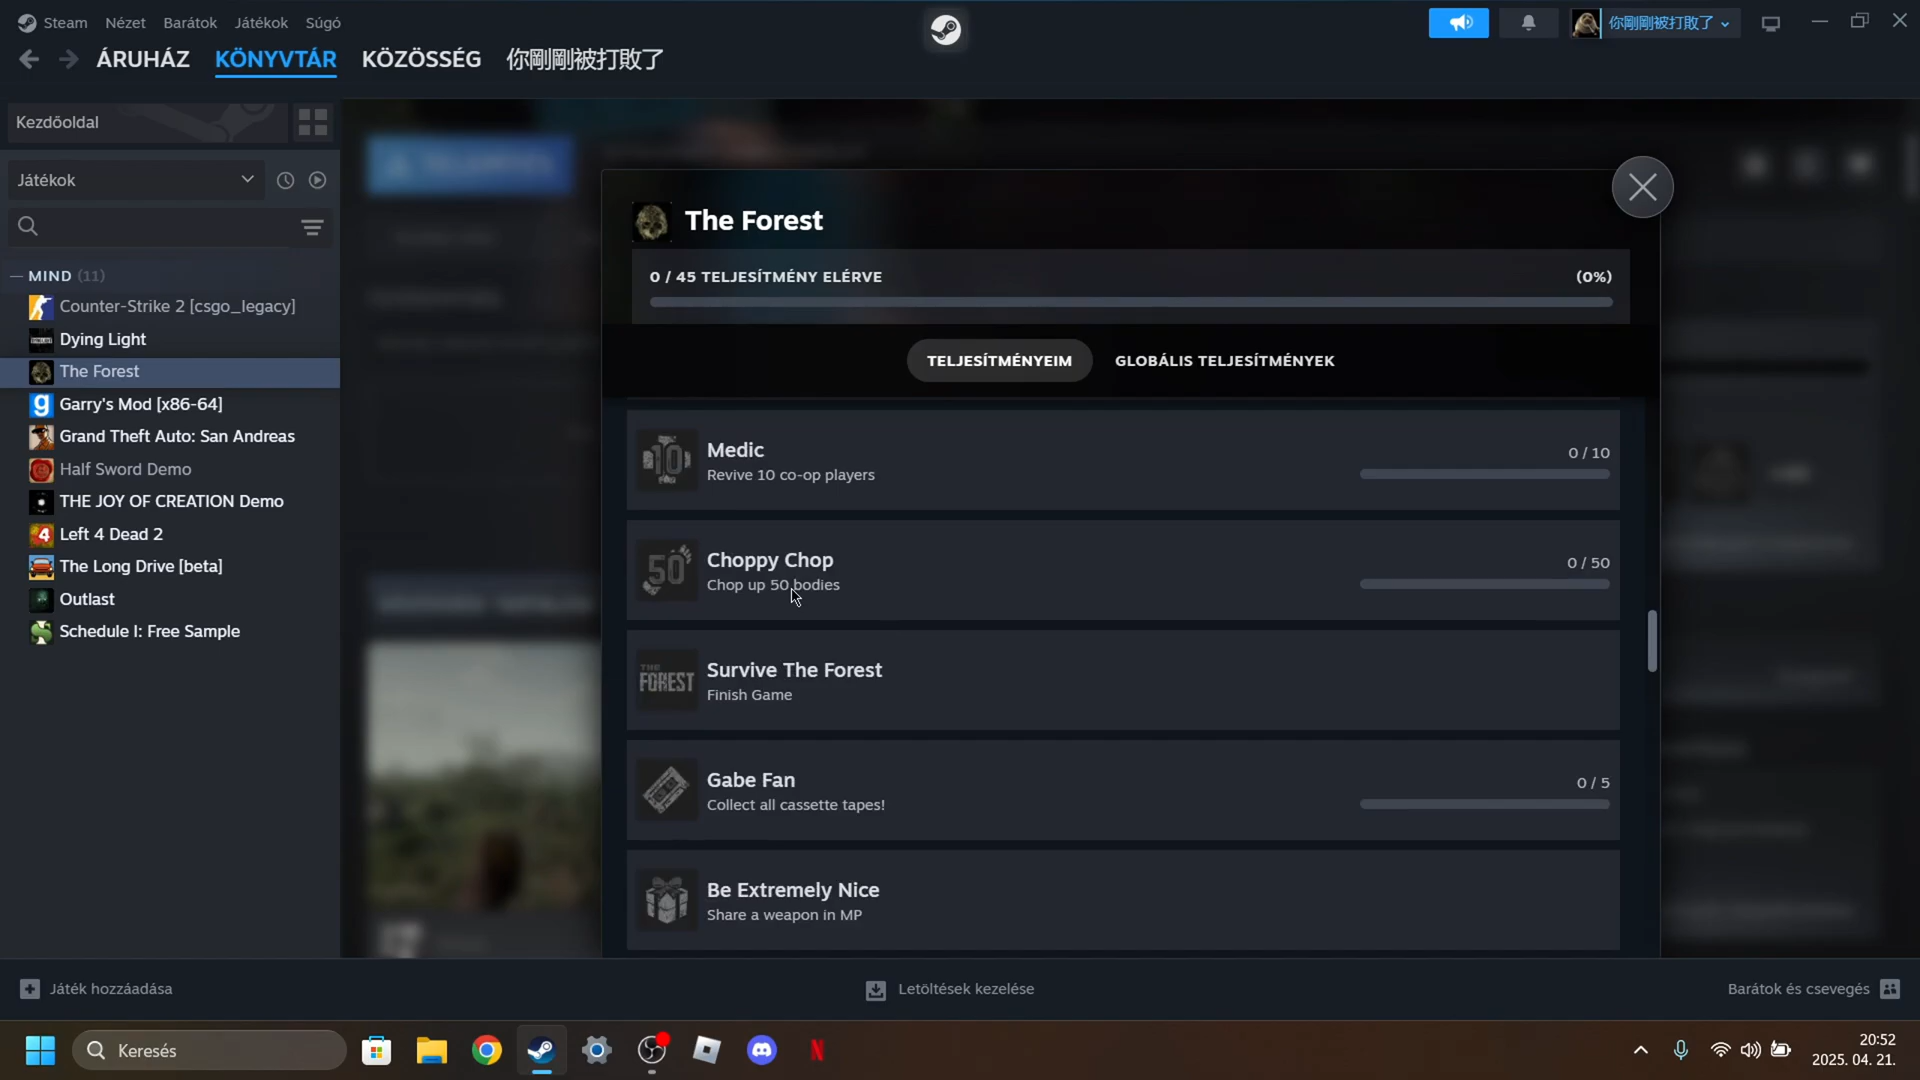 Steam Nézet Barátok Játékok Súgó
你剛剛被打敗了
ÁRUHÁZ KÖNYVTÁR KÖZÖSSÉG 你剛剛被打敗了
Kezdőoldal
Játékok
— MIND (11)
Counter-Strike 2 [csgo_legacy]
Dying Light
The Forest
Garry's Mod [x86-64]
Grand Theft Auto: San Andreas
Half Sword Demo
THE JOY OF CREATION Demo
Left 4 Dead 2
The Long Drive [beta]
Outlast
Schedule I: Free Sample
The Forest
0 / 45 TELJESÍTMÉNY ELÉRVE (0%)
TELJESÍTMÉNYEIM GLOBÁLIS TELJESÍTMÉNYEK
10
Medic
Revive 10 co-op players
0 / 10
50
Choppy Chop
Chop up 50 bodies
0 / 50
THE FOREST
Survive The Forest
Finish Game
Gabe Fan
Collect all cassette tapes!
0 / 5
Be Extremely Nice
Share a weapon in MP
Játék hozzáadása
Letöltések kezelése
Barátok és csevegés
Keresés
20:52
2025. 04. 21.